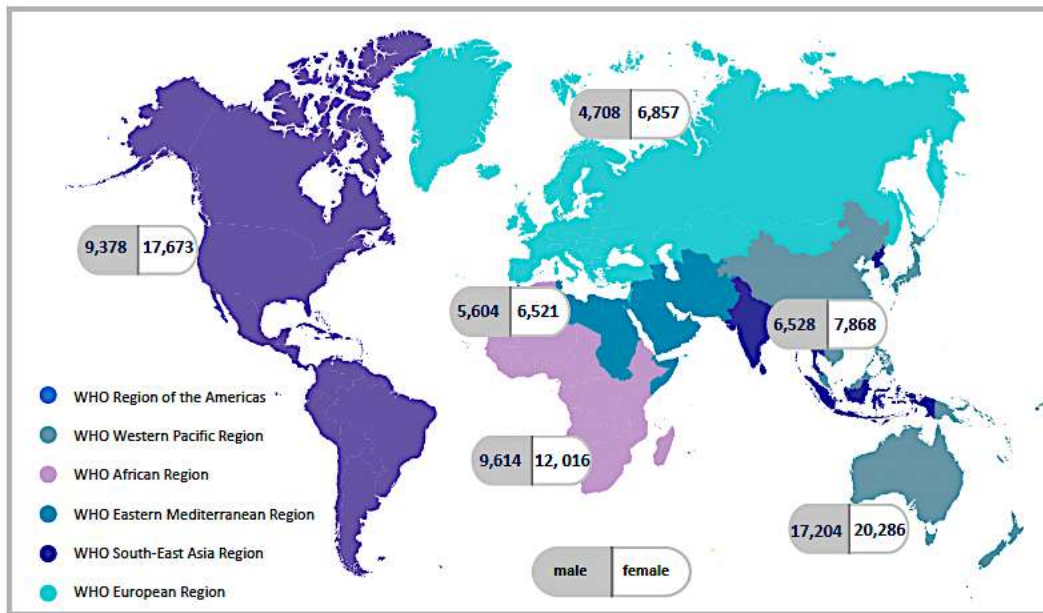 4,708 6,857
9,378 17,673
5,604 6,521
6,528 7,868
WHO Region of the Americas
WHO Western Pacific Region
WHO African Region
9,614 12, 016
WHO Eastern Mediterranean Region
17,204 20,286
WHO South-East Asia Region
male female
WHO European Region